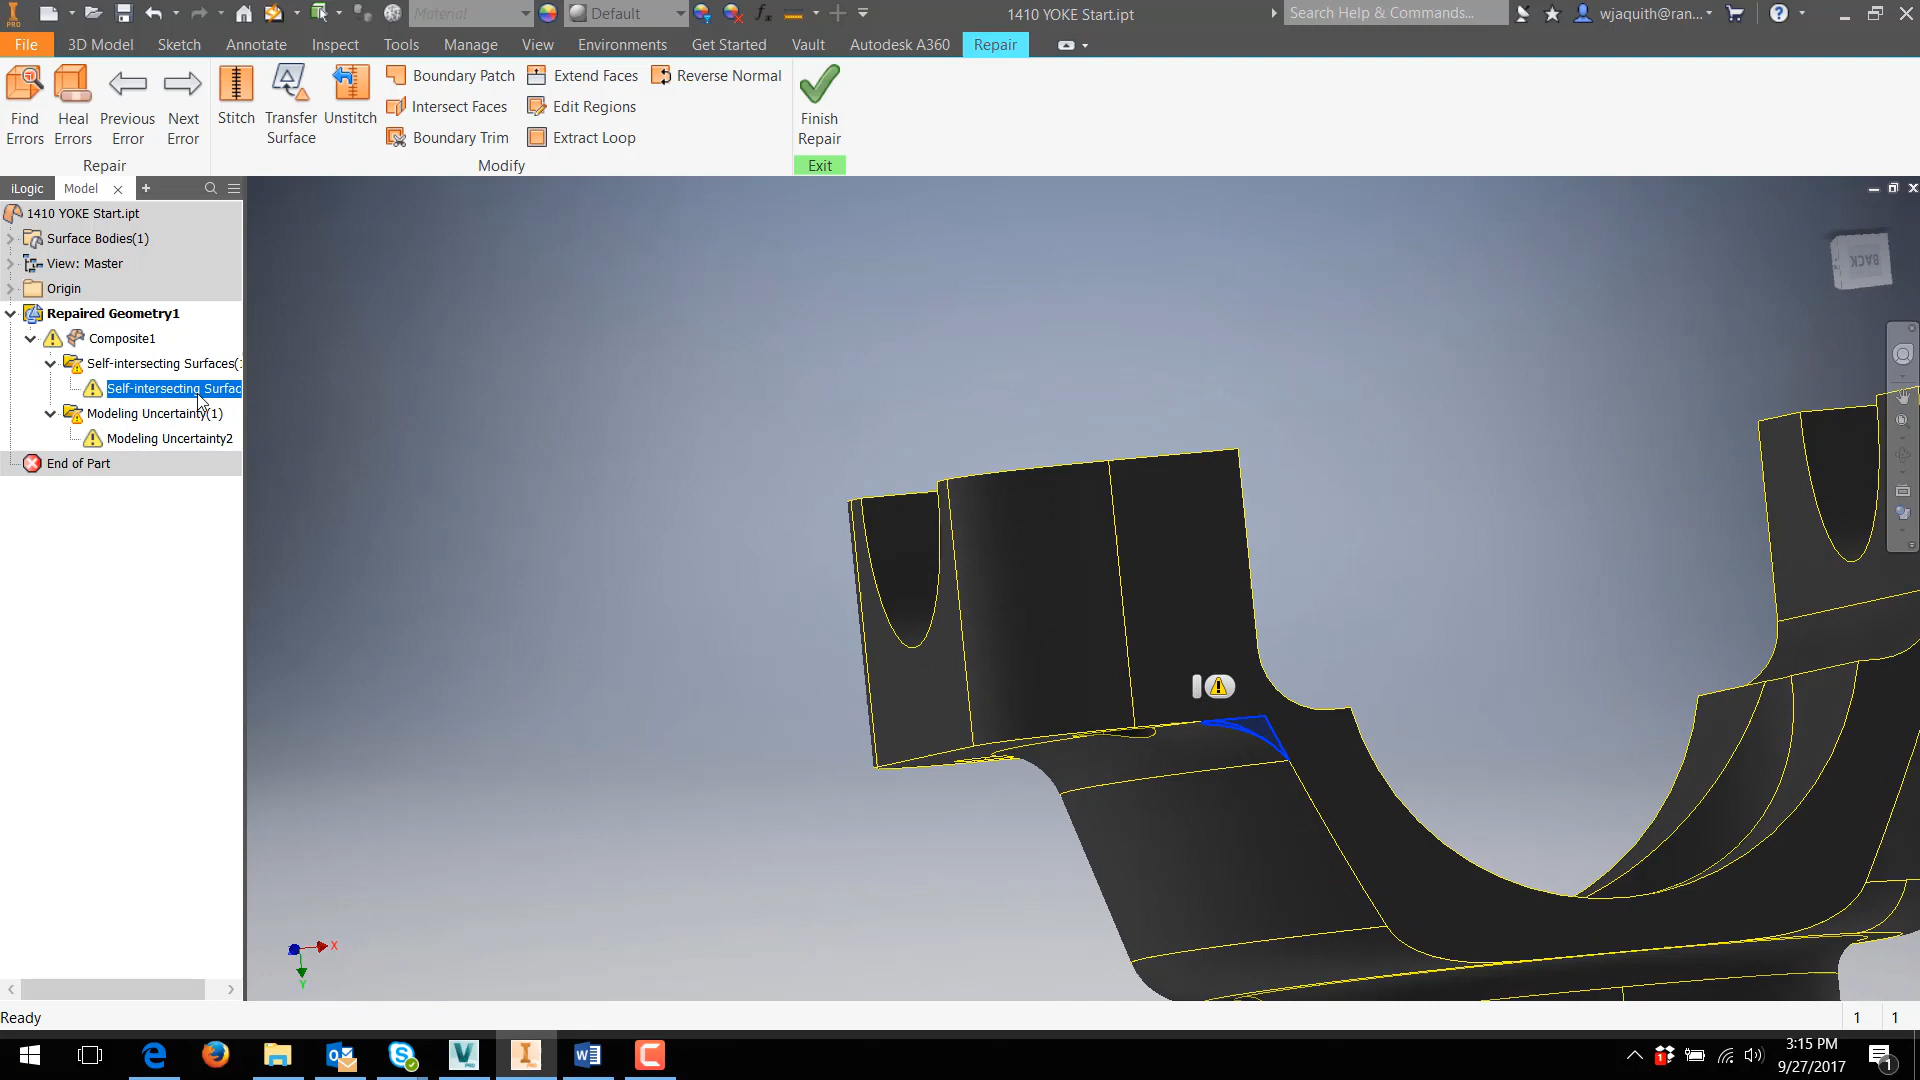 PRO
Material
Default
1410 YOKE Start.ipt
Search Help & Commands...
wjaquith@ran...
File
3D Model
Sketch
Annotate
Inspect
Tools
Manage
View
Environments
Get Started
Vault
Autodesk A360
Repair
Find Errors
Heal Errors
Previous Error
Next Error
Stitch
Transfer Surface
Unstitch
Boundary Patch
Extend Faces
Reverse Normal
Intersect Faces
Edit Regions
Boundary Trim
Extract Loop
Finish Repair
Repair
Modify
Exit
iLogic
Model
1410 YOKE Start.ipt
Surface Bodies(1)
View: Master
Origin
Repaired Geometry1
Composite1
Self-intersecting Surfaces(
Self-intersecting Surfac
Modeling Uncertainty(1)
Modeling Uncertainty2
End of Part
BACK
X
Y
Ready
1
1
3:15 PM
9/27/2017
1